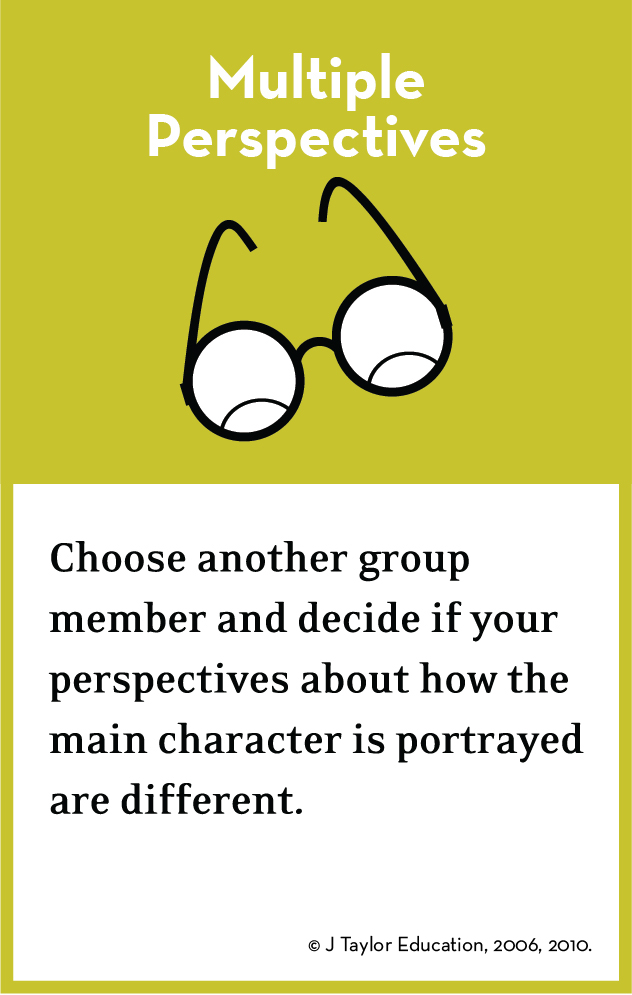 Multiple
Perspectives
Choose another group
member and decide if your
perspectives about how the
main character is portrayed
are different.
© J Taylor Education, 2006, 2010.